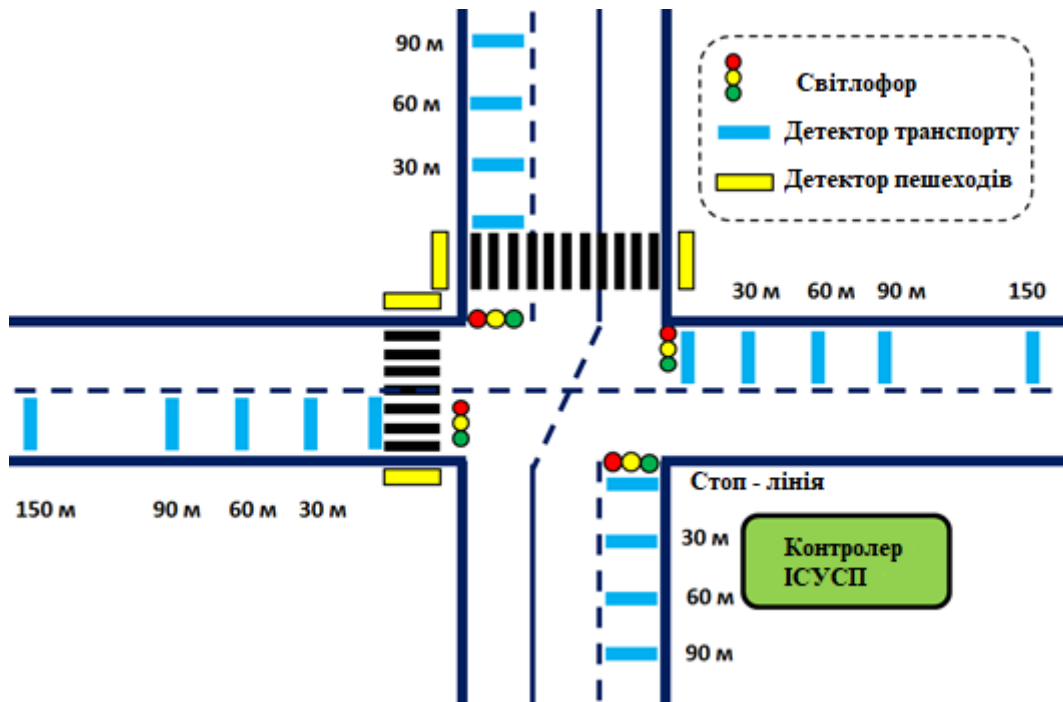 90 м
60 м
30 м
Світлофор
Детектор транспорту
Детектор пешеходів
30 м 60 м 90 м 150
150 м 90 м 60 м 30 м
Стоп - лінія
30 м
60 м
90 м
Контролер
ІСУСП